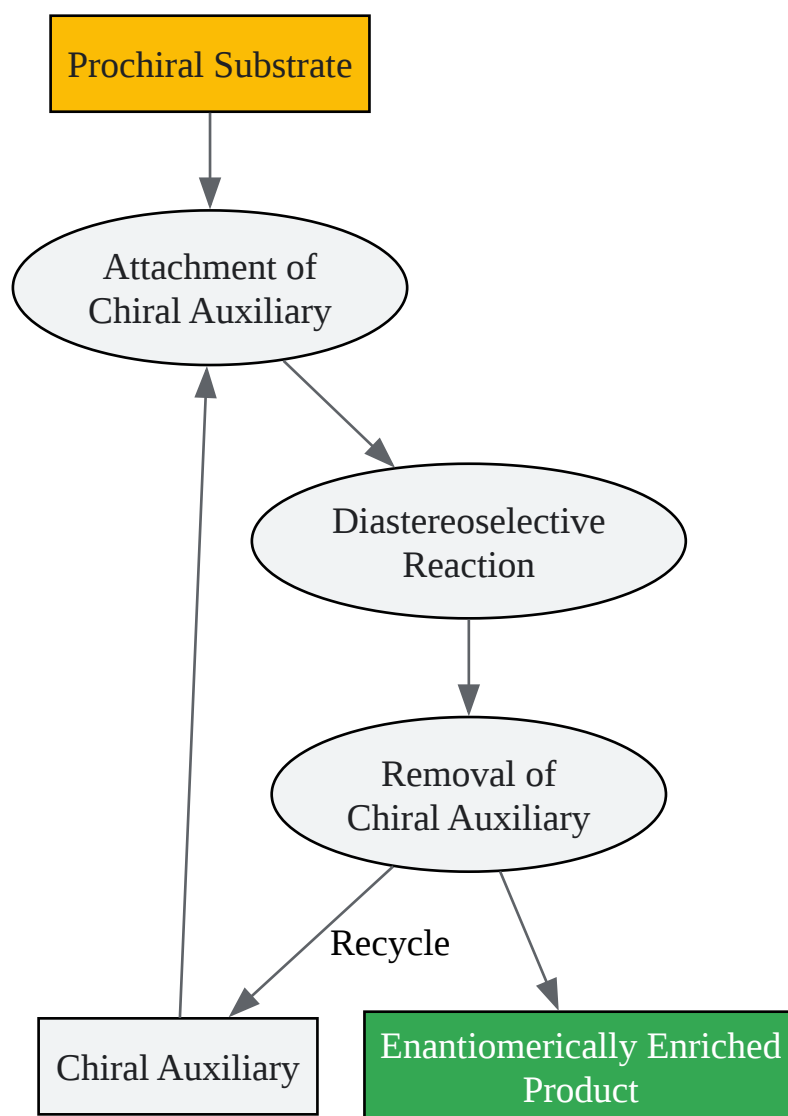 Prochiral Substrate
Attachment of
Chiral Auxiliary
Diastereoselective
Reaction
Removal of
Chiral Auxiliary
Recycle
Chiral Auxiliary
Enantiomerically Enriched
Product